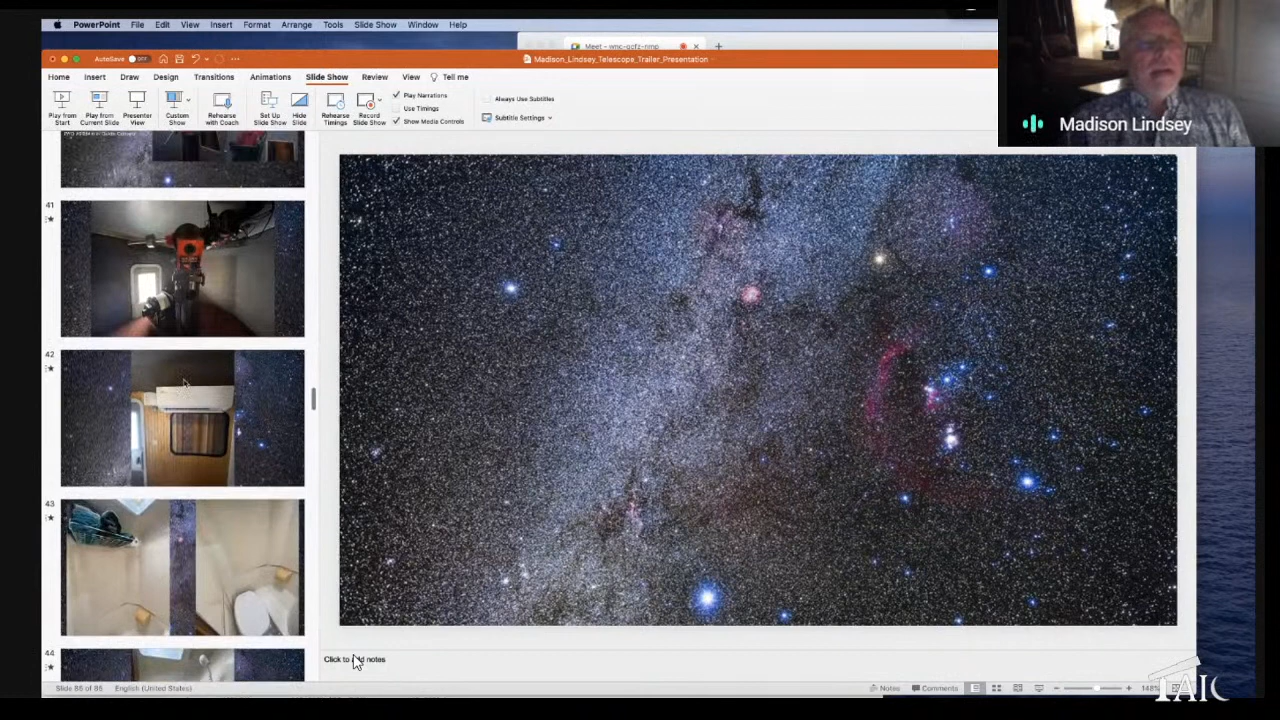 PowerPoint File Edit View Insert Format Arrange Tools Slide Show Window Help
AutoSave OFF
Madison_Lindsey_Telescope_Trailer_Presentation
Home Insert Draw Design Transitions Animations Slide Show Review View Tell me
Play from Start
Play from Current Slide
Presenter View
Custom Show
Rehearse with Coach
Set Up Slide Show
Hide Slide
Rehearse Timings
Record Slide Show
Play Narrations
Use Timings
Show Media Controls
Always Use Subtitles
Subtitle Settings
Madison Lindsey
41
42
43
44
notes
English (United States)
Notes
Comments
TAIC